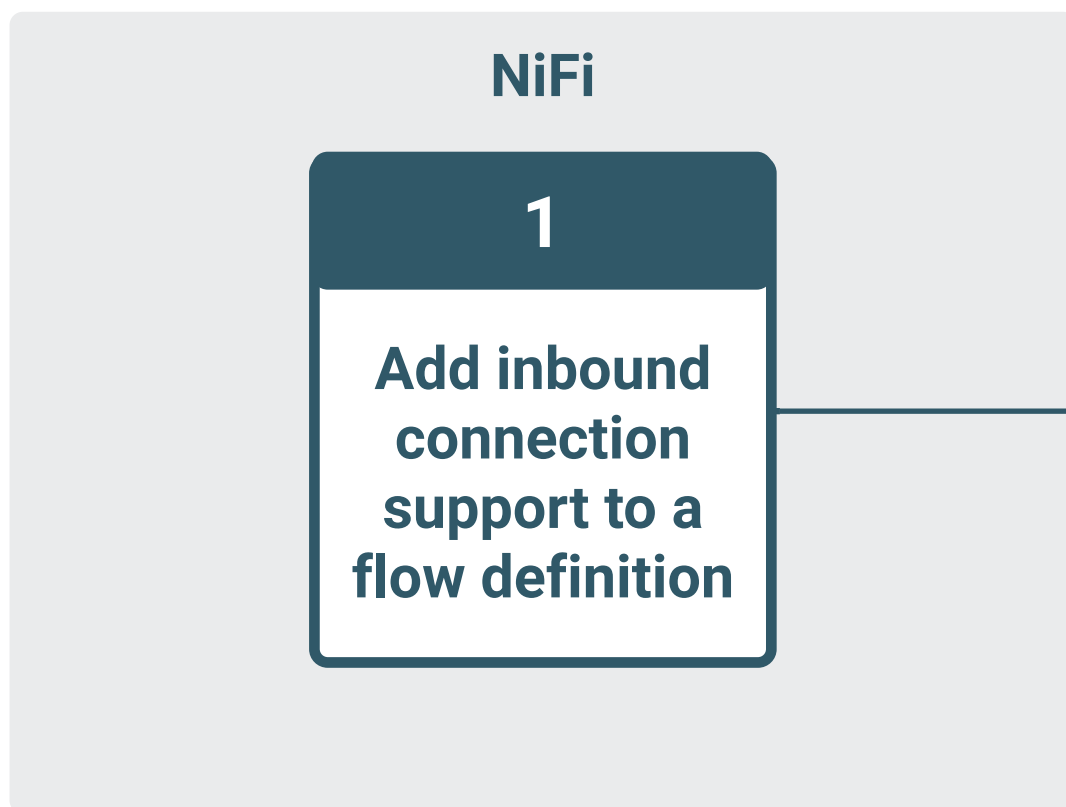 NiFi
1
Add inbound
connection
support to a
flow definition